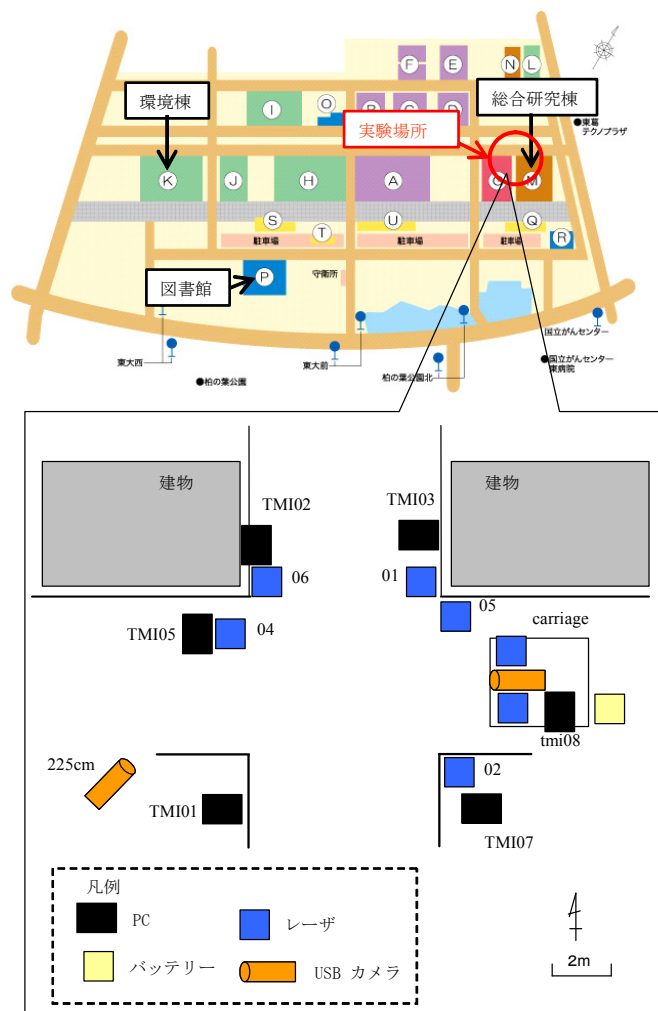 F
E
N
L
環境棟
I
O
B
C
D
総合研究棟
実験場所
●東葛
テクノプラザ
K
J
H
A
G
M
S
T
U
Q
R
駐車場
駐車場
駐車場
図書館
P
守衛所
国立がんセンター
東大西
東大前
柏の葉公園北
●国立がんセンター
東病院
●柏の葉公園
建物
建物
TMI02
TMI03
06
01
05
carriage
TMI05
04
tmi08
225cm
02
TMI01
TMI07
凡例
PC
レーザ
バッテリー
USB カメラ
2m